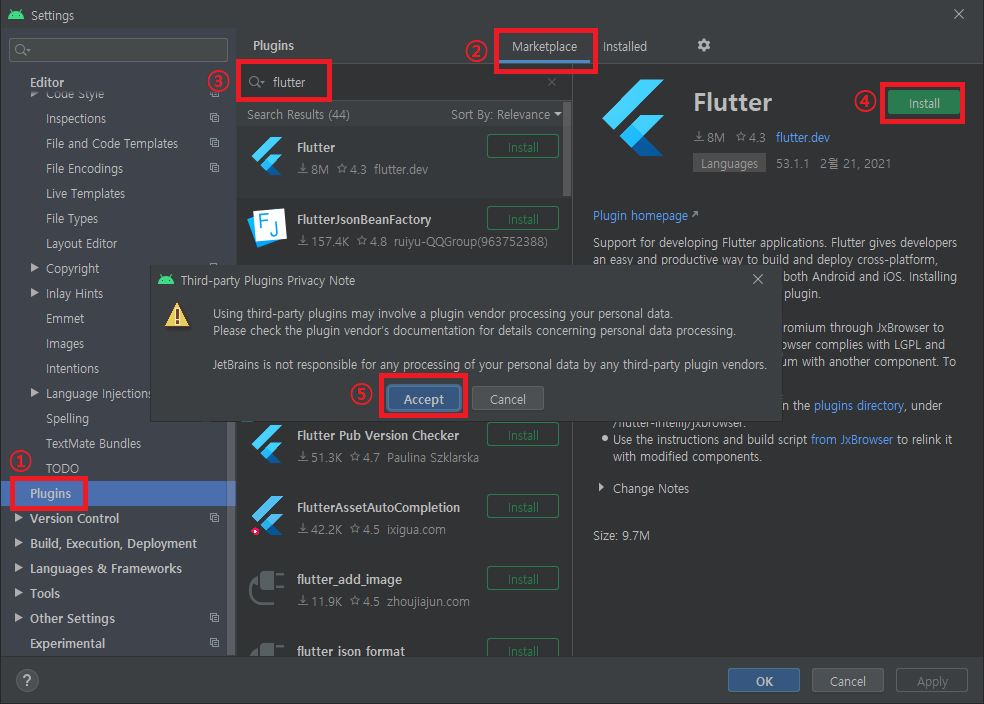 Settings
Editor
Code Style
Inspections
File and Code Templates
File Encodings
Live Templates
File Types
Layout Editor
Copyright
Inlay Hints
Emmet
Images
Intentions
Language Injections
Spelling
TextMate Bundles
①
TODO
Plugins
Version Control
Build, Execution, Deployment
Languages & Frameworks
Tools
Other Settings
Experimental
Plugins
② Marketplace
Installed
③ flutter
Search Results (44)
Sort By: Relevance
Flutter
Install
8M 4.3 flutter.dev
FlutterJsonBeanFactory
Install
157.4K 4.8 ruiyu-QQGroup(963752388)
Flutter Pub Version Checker
Install
51.3K 4.7 Paulina Szklarska
FlutterAssetAutoCompletion
Install
42.2K 4.5 ixigua.com
flutter_add_image
Install
11.9K 4.5 zhoujiajun.com
flutter json format
Install
Flutter
④ Install
8M 4.3 flutter.dev
Languages 53.1.1 2월 21, 2021
Plugin homepage
Support for developing Flutter applications. Flutter gives developers
an easy and productive way to build and deploy cross-platform,
both Android and iOS. Installing
plugin.
romium through JxBrowser to
owser complies with LGPL and
um with another component. To
n the plugins directory, under
/flutter-intellij/jxbrowser.
Use the instructions and build script from JxBrowser to relink it
with modified components.
Change Notes
Size: 9.7M
Third-party Plugins Privacy Note
Using third-party plugins may involve a plugin vendor processing your personal data.
Please check the plugin vendor's documentation for details concerning personal data processing.
JetBrains is not responsible for any processing of your personal data by any third-party plugin vendors.
⑤ Accept
Cancel
?
OK
Cancel
Apply